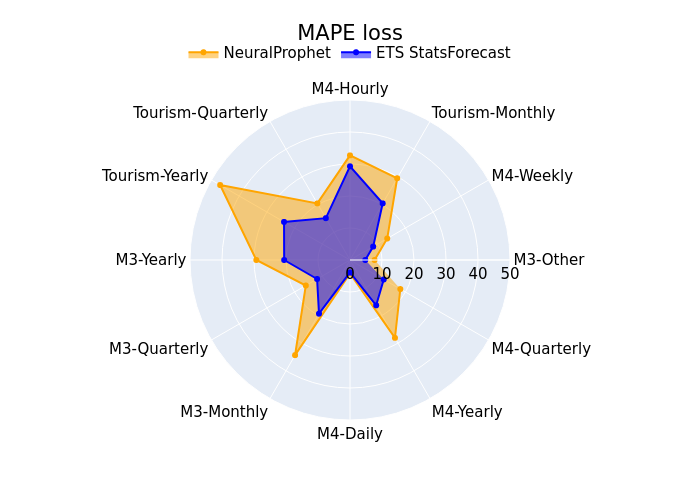 MAPE loss
NeuralProphet ETS StatsForecast
M4-Hourly
Tourism-Quarterly Tourism-Monthly
Tourism-Yearly M4-Weekly
M3-Yearly M3-Other
0 10 20 30 40 50
M3-Quarterly M4-Quarterly
M3-Monthly M4-Yearly
M4-Daily